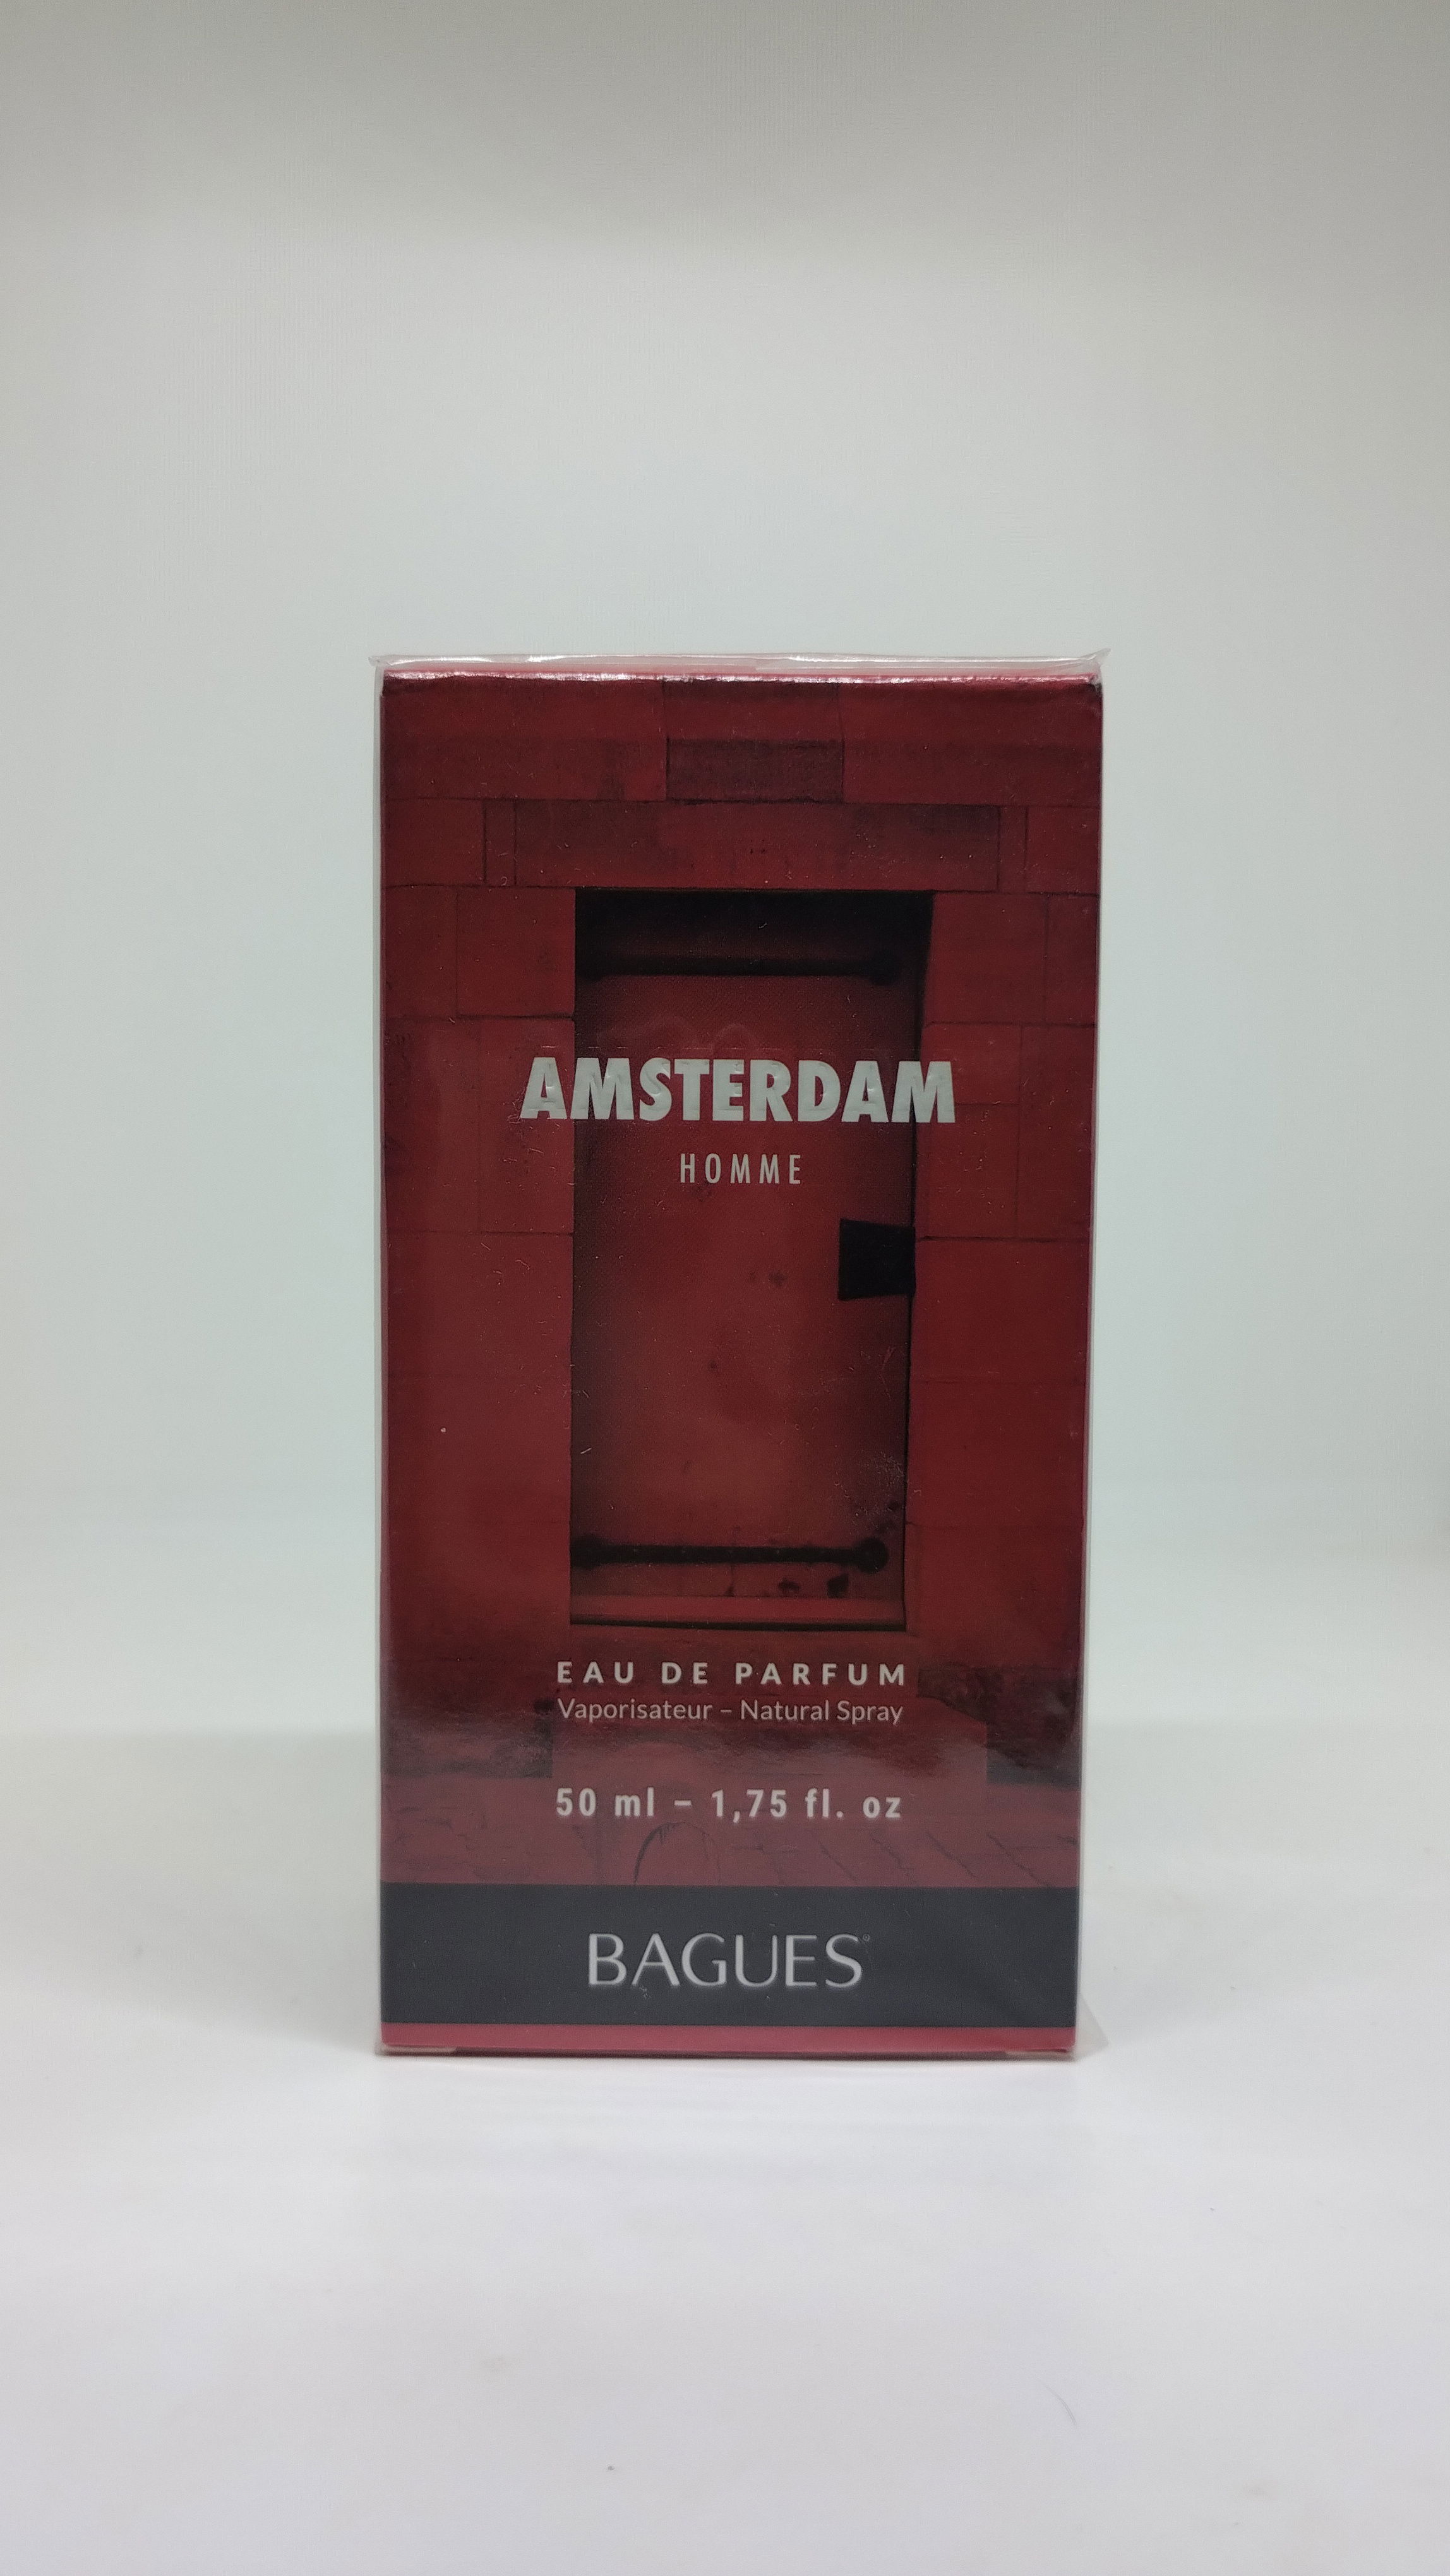 AMSTERDAM
HOMME
EAU DE PARFUM
Vaporisateur – Natural Spray
50 ml – 1,75 fl. oz
BAGUES®